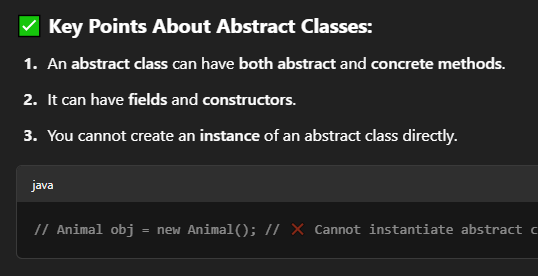 ✅ Key Points About Abstract Classes:
1. An abstract class can have both abstract and concrete methods.
2. It can have fields and constructors.
3. You cannot create an instance of an abstract class directly.
java
// Animal obj = new Animal(); // ❌ Cannot instantiate abstract c